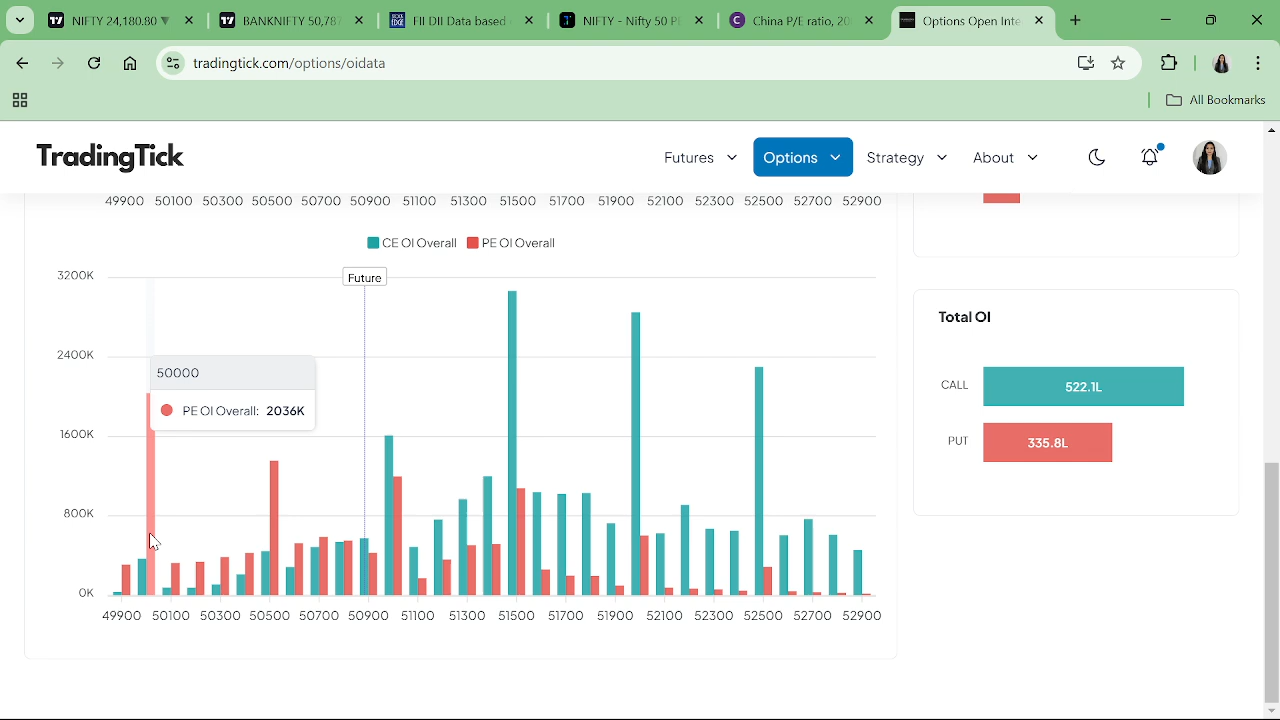 NIFTY 24,180.50 ▼
BANKNIFTY 50,787
FII DII FPI based
NIFTY - Nifty 50 PE
China P/E ratio, 20
Options Open Inte
tradingtick.com/options/oidata
All Bookmarks
TradingTick
Futures Options Strategy About
49900 50100 50300 50500 50700 50900 51100 51300 51500 51700 51900 52100 52300 52500 52700 52900
CE OI Overall PE OI Overall
3200K
Future
2400K
50000
PE OI Overall: 2036K
1600K
800K
0K
49900 50100 50300 50500 50700 50900 51100 51300 51500 51700 51900 52100 52300 52500 52700 52900
Total OI
CALL 522.1L
PUT 335.8L